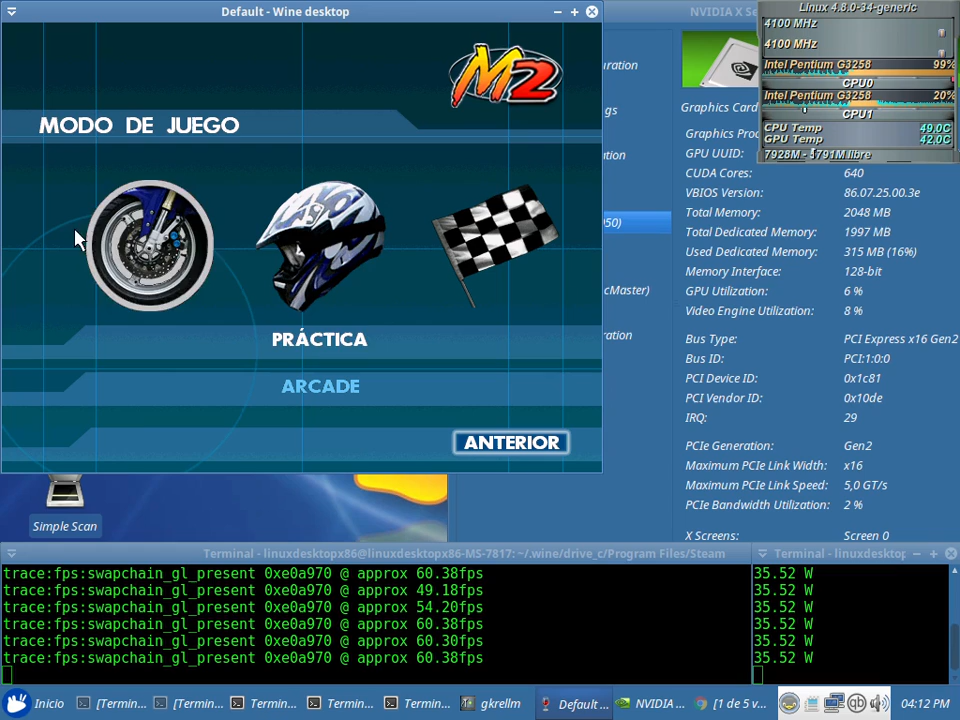 Default - Wine desktop
M2
MODO DE JUEGO
PRÁCTICA
ARCADE
ANTERIOR
NVIDIA X Se
uration
gs
ation
50)
cMaster)
ration
Graphics Card
Graphics Proc
GPU UUID:
CUDA Cores: 640
VBIOS Version: 86.07.25.00.3e
Total Memory: 2048 MB
Total Dedicated Memory: 1997 MB
Used Dedicated Memory: 315 MB (16%)
Memory Interface: 128-bit
GPU Utilization: 6 %
Video Engine Utilization: 8 %
Bus Type: PCI Express x16 Gen2
Bus ID: PCI:1:0:0
PCI Device ID: 0x1c81
PCI Vendor ID: 0x10de
IRQ: 29
PCIe Generation: Gen2
Maximum PCIe Link Width: x16
Maximum PCIe Link Speed: 5,0 GT/s
PCIe Bandwidth Utilization: 2 %
X Screens: Screen 0
Linux 4.8.0-34-generic
4100 MHz
4100 MHz
Intel Pentium G3258 99%
CPU0
Intel Pentium G3258 20%
CPU1
CPU Temp 49.0C
GPU Temp 42.0C
7928M - 5791M libre
Simple Scan
Terminal - linuxdesktopx86@linuxdesktopx86-MS-7817: ~/.wine/drive_c/Program Files/Steam
trace:fps:swapchain_gl_present 0xe0a970 @ approx 60.38fps
trace:fps:swapchain_gl_present 0xe0a970 @ approx 49.18fps
trace:fps:swapchain_gl_present 0xe0a970 @ approx 54.20fps
trace:fps:swapchain_gl_present 0xe0a970 @ approx 60.38fps
trace:fps:swapchain_gl_present 0xe0a970 @ approx 60.30fps
trace:fps:swapchain_gl_present 0xe0a970 @ approx 60.38fps
Terminal - linuxdesktop
35.52 W
35.52 W
35.52 W
35.52 W
35.52 W
35.52 W
Inicio
[Termin...
[Termin...
Termin...
Termin...
Termin...
gkrellm
Default ...
NVIDIA ...
[1 de 5 v...
04:12 PM